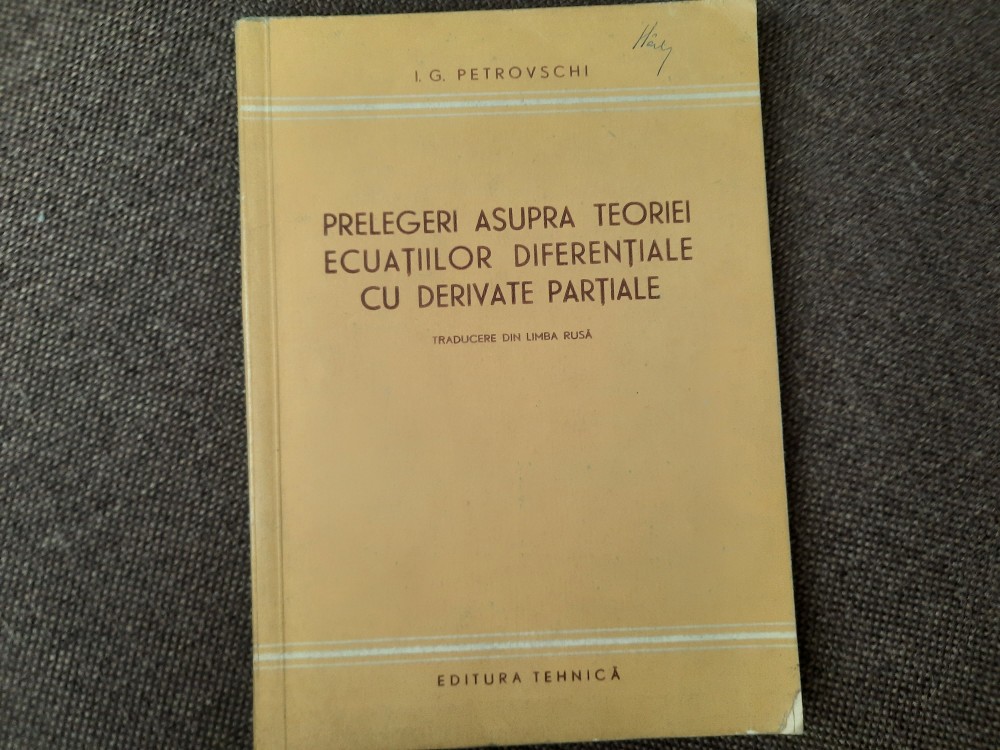 I. G. PETROVSCHI
PRELEGERI ASUPRA TEORIEI
ECUAȚIILOR DIFERENȚIALE
CU DERIVATE PARȚIALE
TRADUCERE DIN LIMBA RUSĂ
EDITURA TEHNICĂ